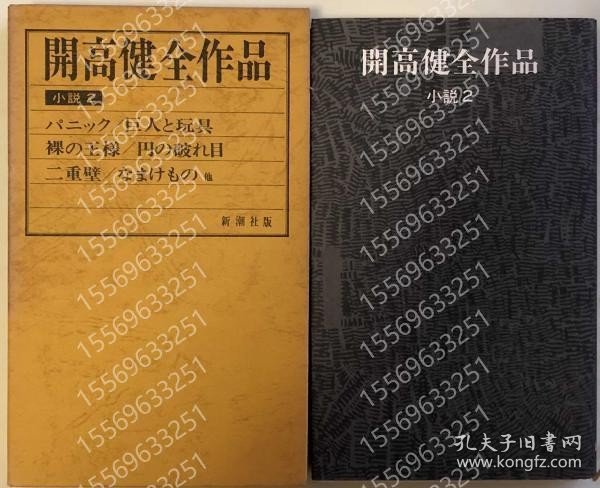 開高健全作品
小説 2
パニック/巨人と玩具
裸の王様/円の破れ目
二重壁/なまけもの 他
新潮社版
開高健全作品
小説 2
15569633251
孔夫子旧書网
www.kongfz.com